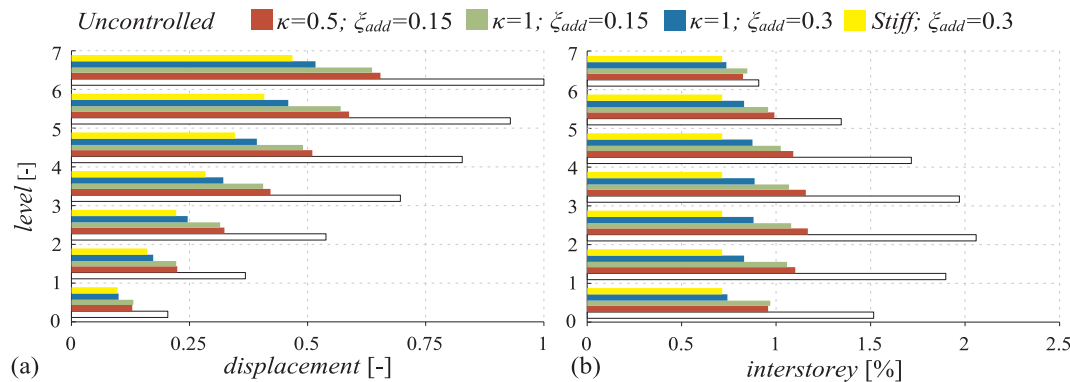 Uncontrolled κ=0.5; ξadd=0.15 κ=1; ξadd=0.15 κ=1; ξadd=0.3 Stiff; ξadd=0.3
7
6
5
4
3
2
1
0
level [-]
0 0.25 0.5 0.75 1
(a) displacement [-]
7
6
5
4
3
2
1
0
0 0.5 1 1.5 2 2.5
(b) interstorey [%]